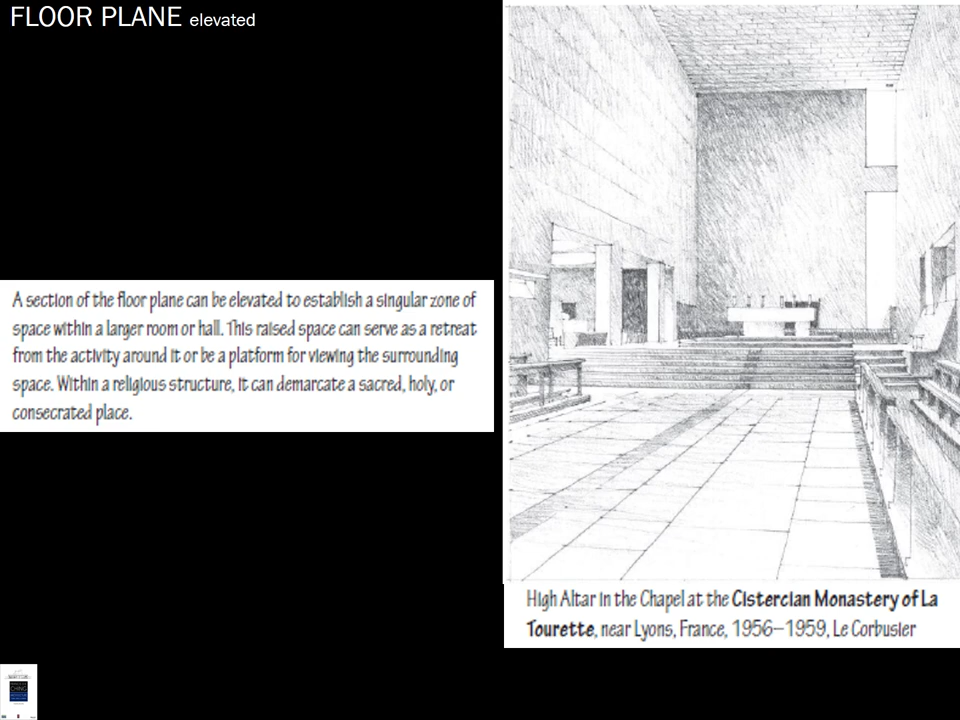 FLOOR PLANE elevated
A section of the floor plane can be elevated to establish a singular zone of
space within a larger room or hall. This raised space can serve as a retreat
from the activity around it or be a platform for viewing the surrounding
space. Within a religious structure, it can demarcate a sacred, holy, or
consecrated place.
High Altar in the Chapel at the Cistercian Monastery of La
Tourette, near Lyons, France, 1956–1959, Le Corbusier
CHING